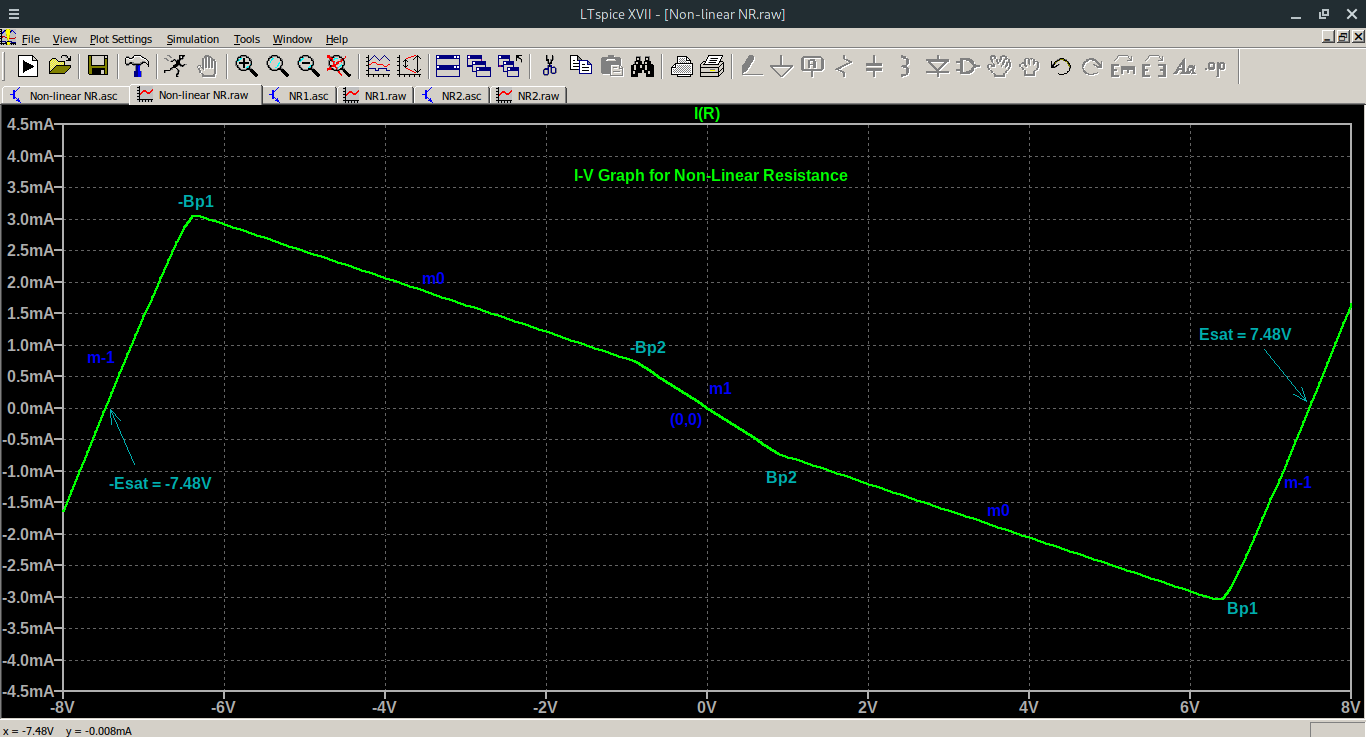 LTspice XVII - [Non-linear NR.raw]
File View Plot Settings Simulation Tools Window Help
Non-linear NR.asc Non-linear NR.raw NR1.asc NR1.raw NR2.asc NR2.raw
I(R)
4.5mA
4.0mA
I-V Graph for Non-Linear Resistance
3.5mA
-Bp1
3.0mA
2.5mA
m0
2.0mA
1.5mA
Esat = 7.48V
1.0mA
-Bp2
m-1
0.5mA
m1
0.0mA
(0,0)
-0.5mA
-1.0mA
Bp2
-Esat = -7.48V
m-1
-1.5mA
m0
-2.0mA
-2.5mA
-3.0mA
Bp1
-3.5mA
-4.0mA
-4.5mA
-8V -6V -4V -2V 0V 2V 4V 6V 8V
x = -7.48V y = -0.008mA